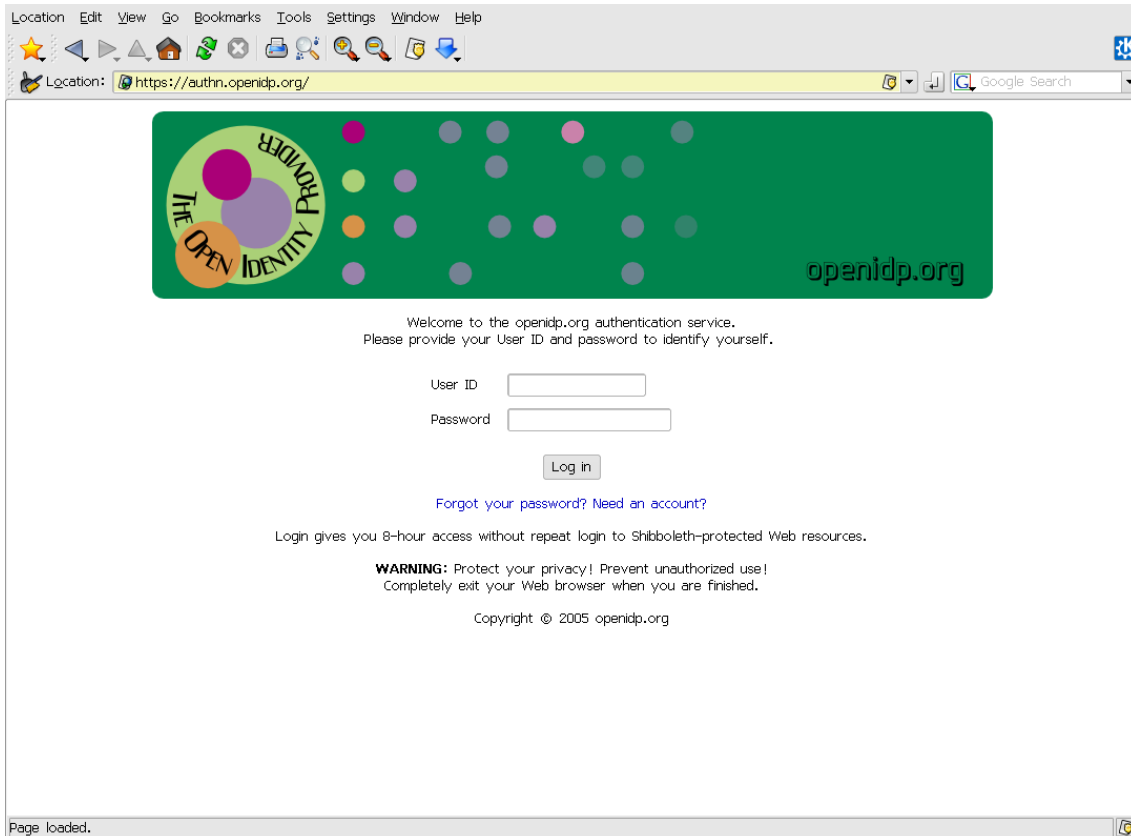 Location Edit View Go Bookmarks Tools Settings Window Help
Location: https://authn.openidp.org/ Google Search
THE OPEN IDENTITY PROVIDER
openidp.org
Welcome to the openidp.org authentication service.
Please provide your User ID and password to identify yourself.
User ID
Password
Log in
Forgot your password? Need an account?
Login gives you 8-hour access without repeat login to Shibboleth-protected Web resources.
WARNING: Protect your privacy! Prevent unauthorized use!
Completely exit your Web browser when you are finished.
Copyright © 2005 openidp.org
Page loaded.